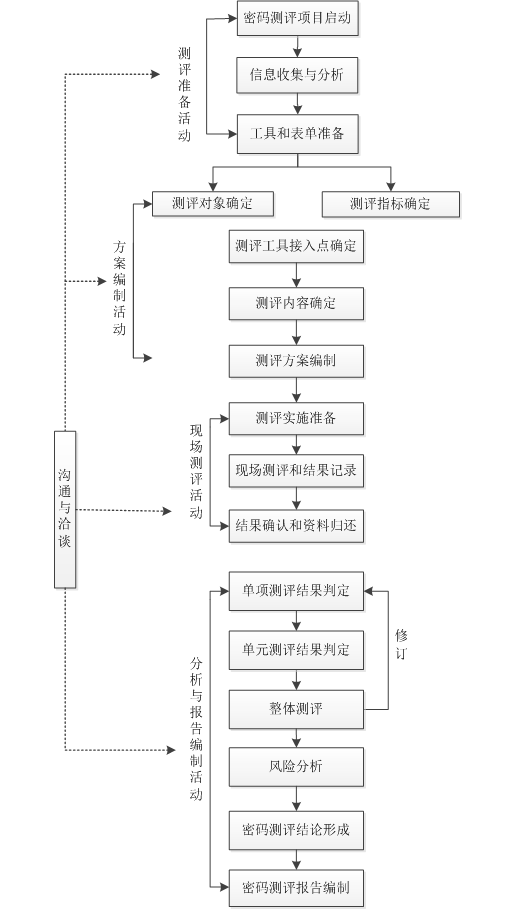 密码测评项目启动
信息收集与分析
工具和表单准备
测评准备活动
测评对象确定
测评指标确定
测评工具接入点确定
测评内容确定
测评方案编制
方案编制活动
测评实施准备
现场测评和结果记录
结果确认和资料归还
现场测评活动
沟通与洽谈
单项测评结果判定
单元测评结果判定
整体测评
修订
风险分析
密码测评结论形成
密码测评报告编制
分析与报告编制活动